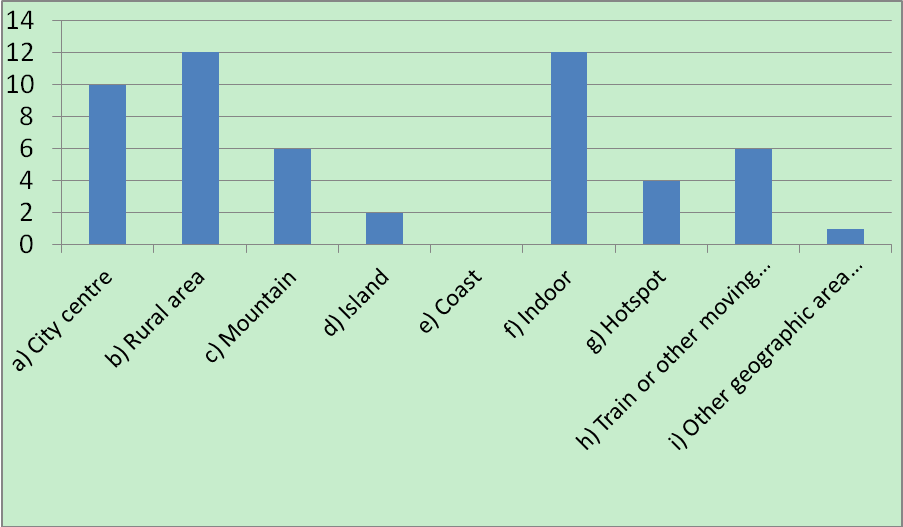 14
12
10
8
6
4
2
0
a) City centre
b) Rural area
c) Mountain
d) Island
e) Coast
f) Indoor
g) Hotspot
h) Train or other moving...
i) Other geographic area...